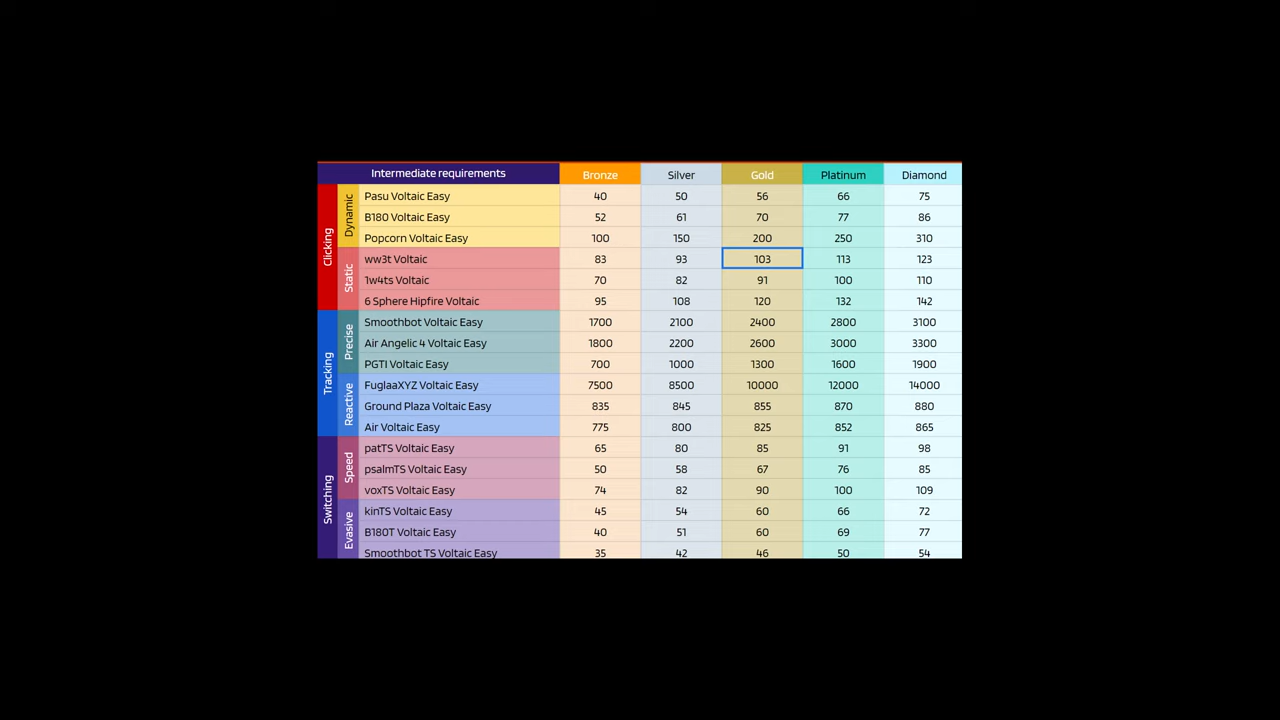 Intermediate requirements Bronze Silver Gold Platinum Diamond
Clicking
Dynamic
Pasu Voltaic Easy 40 50 56 66 75
B180 Voltaic Easy 52 61 70 77 86
Popcorn Voltaic Easy 100 150 200 250 310
Static
ww3t Voltaic 83 93 103 113 123
1w4ts Voltaic 70 82 91 100 110
6 Sphere Hipfire Voltaic 95 108 120 132 142
Tracking
Precise
Smoothbot Voltaic Easy 1700 2100 2400 2800 3100
Air Angelic 4 Voltaic Easy 1800 2200 2600 3000 3300
PGTI Voltaic Easy 700 1000 1300 1600 1900
Reactive
FuglaaXYZ Voltaic Easy 7500 8500 10000 12000 14000
Ground Plaza Voltaic Easy 835 845 855 870 880
Air Voltaic Easy 775 800 825 852 865
Switching
Speed
patTS Voltaic Easy 65 80 85 91 98
psalmTS Voltaic Easy 50 58 67 76 85
voxTS Voltaic Easy 74 82 90 100 109
Evasive
kinTS Voltaic Easy 45 54 60 66 72
B180T Voltaic Easy 40 51 60 69 77
Smoothbot TS Voltaic Easy 35 42 46 50 54